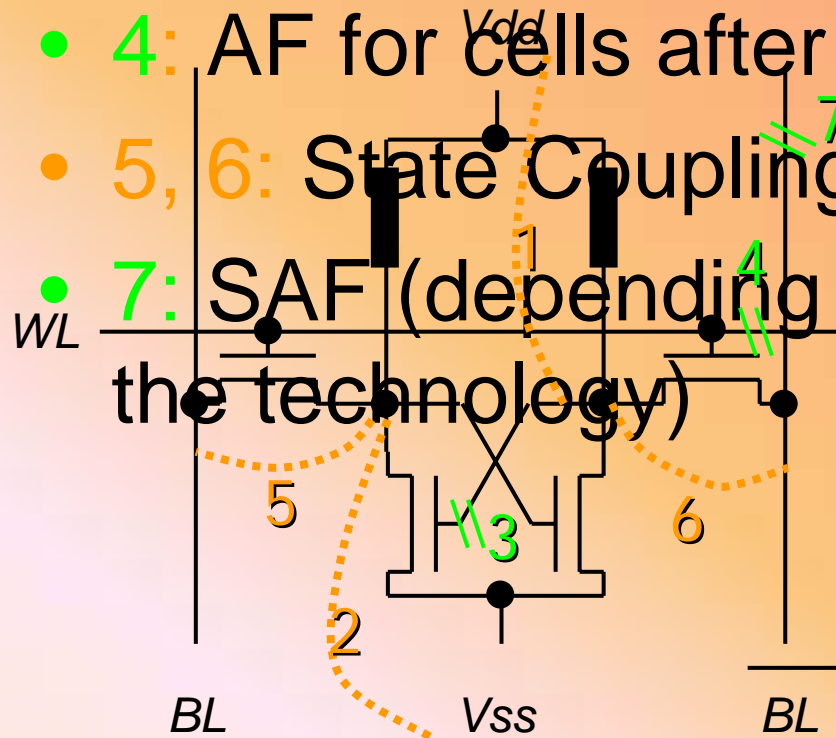 Vdd
4: AF for cells after
7
5, 6: State Coupling
1
4
7: SAF (depending
WL
the technology)
5
3
6
2
BL
Vss
BL